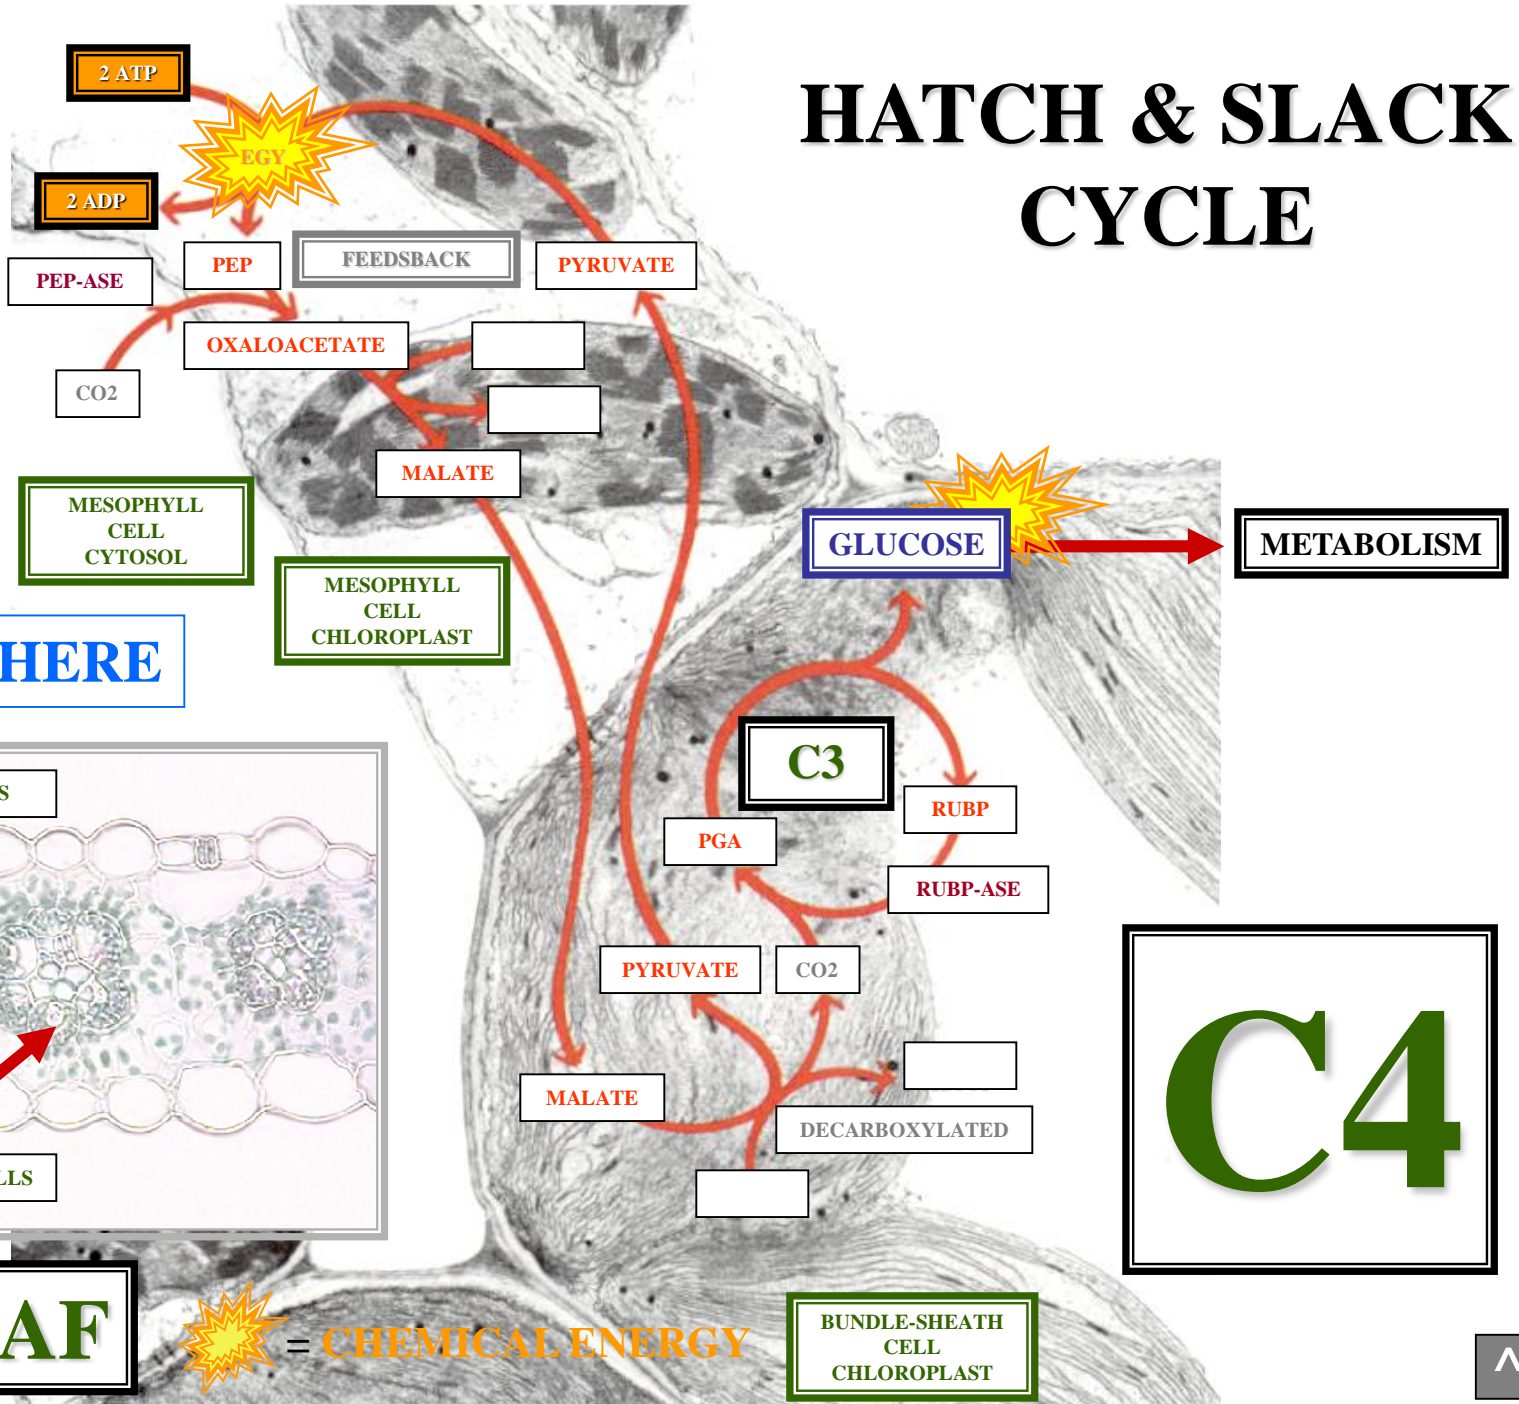 HATCH & SLACK
CYCLE
2 ATP
EGY
2 ADP
PEP-ASE
PEP
FEEDSBACK
PYRUVATE
OXALOACETATE
CO2
MALATE
MESOPHYLL
CELL
CYTOSOL
MESOPHYLL
CELL
CHLOROPLAST
GLUCOSE
METABOLISM
HERE
C3
S
RUBP
PGA
RUBP-ASE
PYRUVATE
CO2
MALATE
DECARBOXYLATED
C4
LLS
AF
= CHEMICAL ENERGY
BUNDLE-SHEATH
CELL
CHLOROPLAST
^